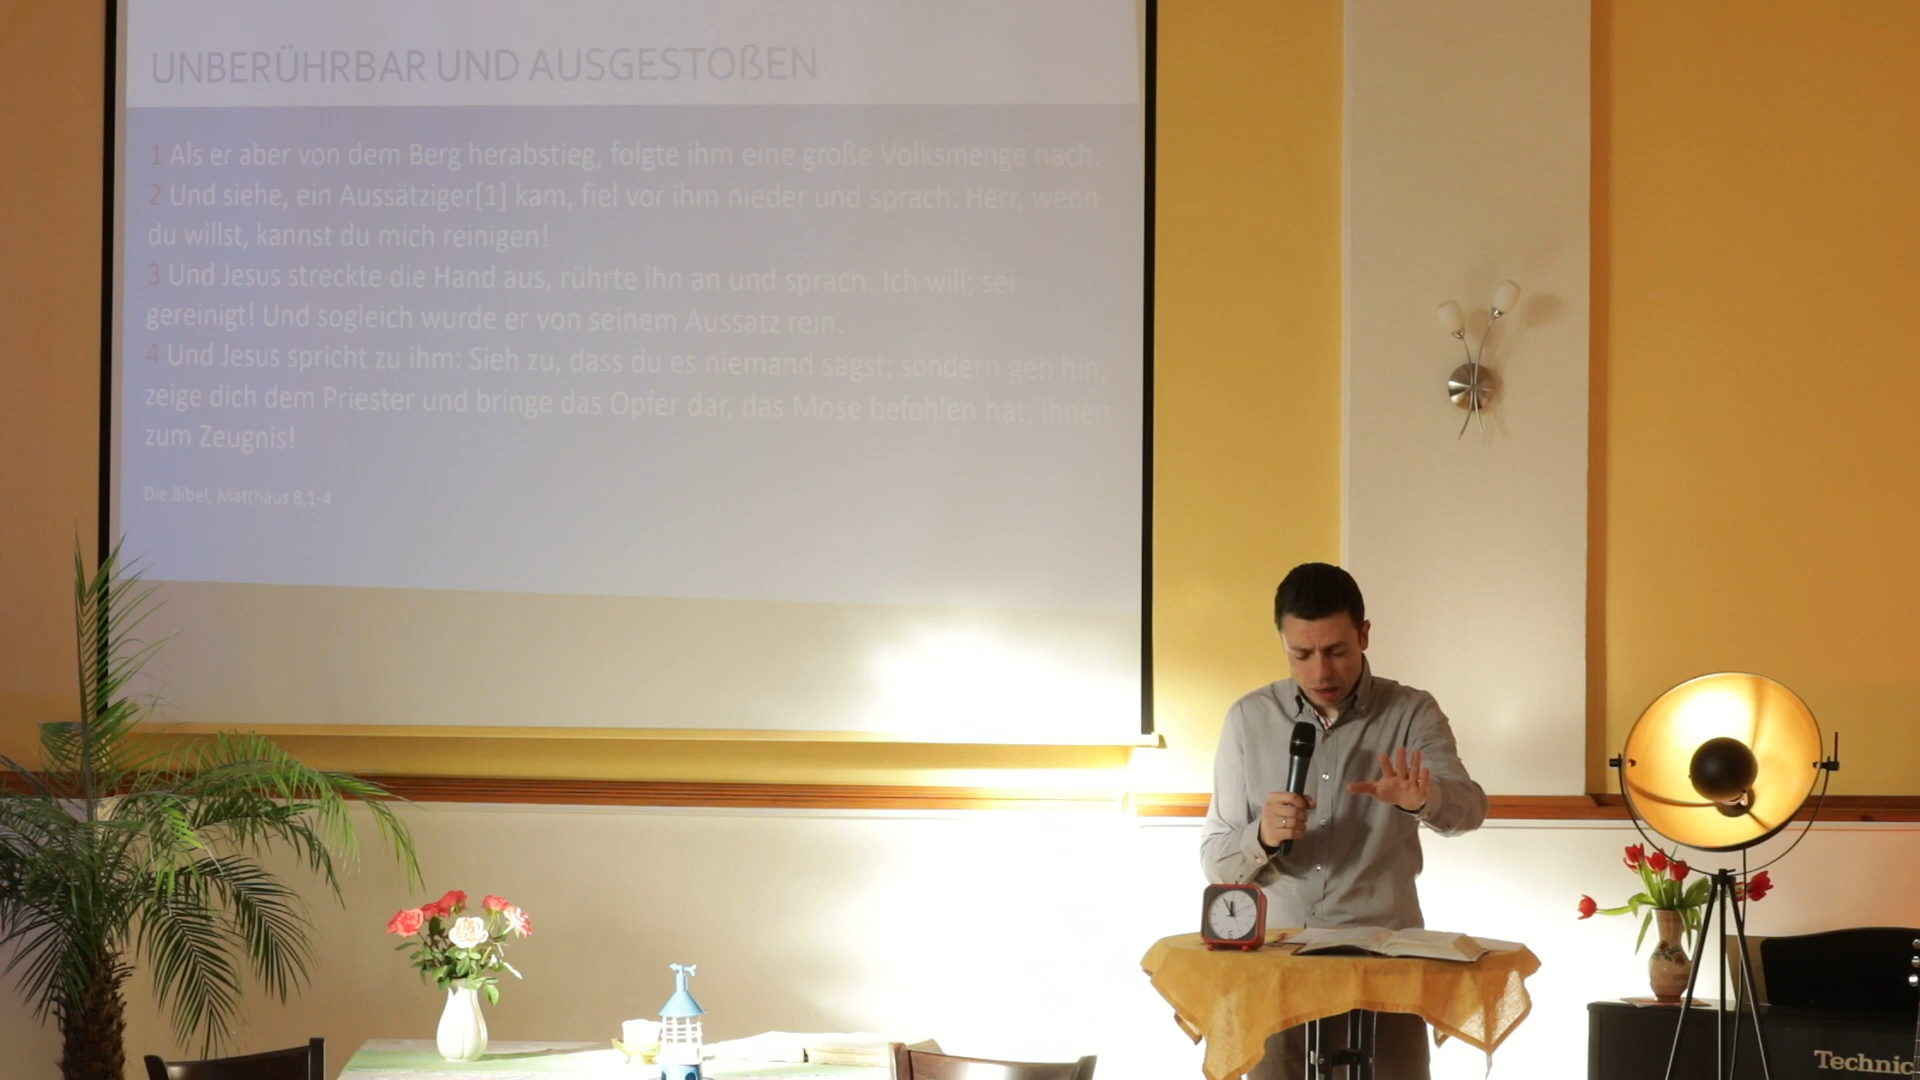 UNBERÜHRBAR UND AUSGESTOßEN
1 Als er aber von dem Berg herabstieg, folgte ihm eine große Volksmenge nach.
2 Und siehe, ein Aussätziger[1] kam, fiel vor ihm nieder und sprach: Herr, wenn
du willst, kannst du mich reinigen!
3 Und Jesus streckte die Hand aus, rührte ihn an und sprach: Ich will; sei
gereinigt! Und sogleich wurde er von seinem Aussatz rein.
4 Und Jesus spricht zu ihm: Sieh zu, dass du es niemand sagst; sondern geh hin,
zeige dich dem Priester und bringe das Opfer dar, das Mose befohlen hat, ihnen
zum Zeugnis!
Die Bibel, Matthäus 8,1-4
Technic